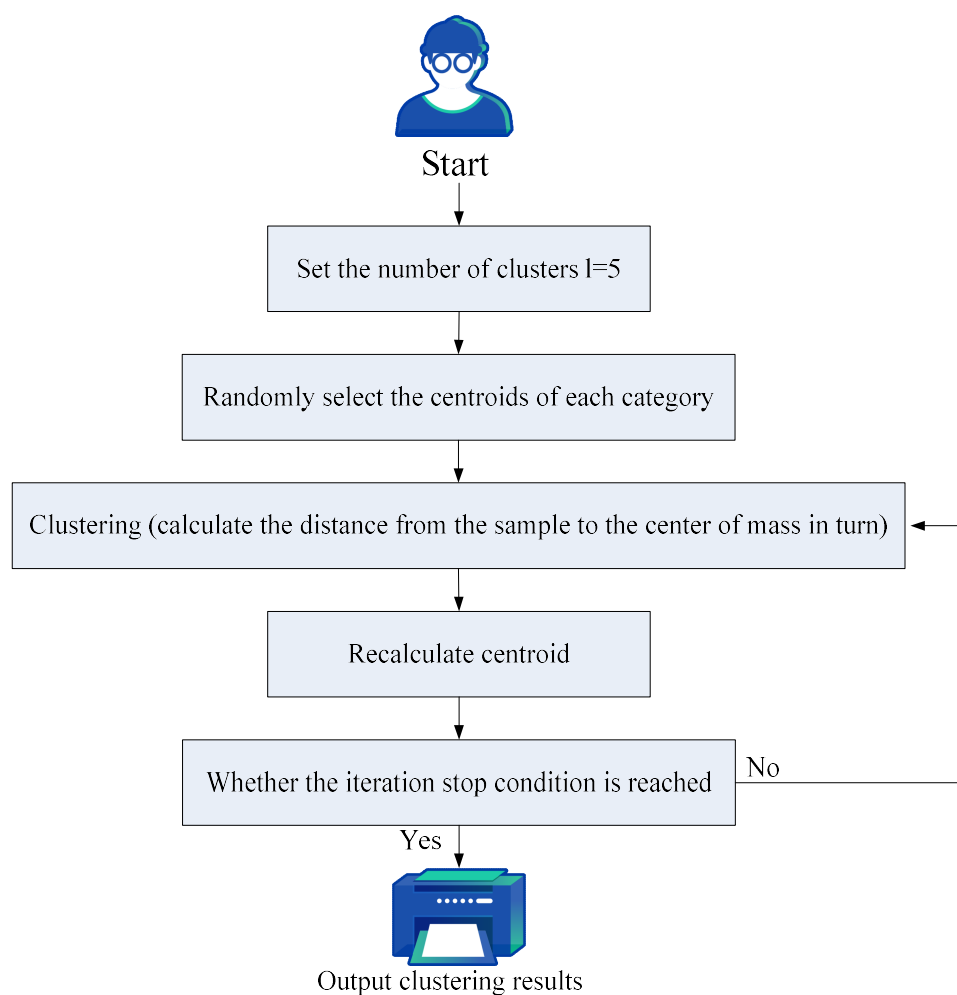 Start
Set the number of clusters l=5
Randomly select the centroids of each category
Clustering (calculate the distance from the sample to the center of mass in turn)
Recalculate centroid
Whether the iteration stop condition is reached
No
Yes
Output clustering results